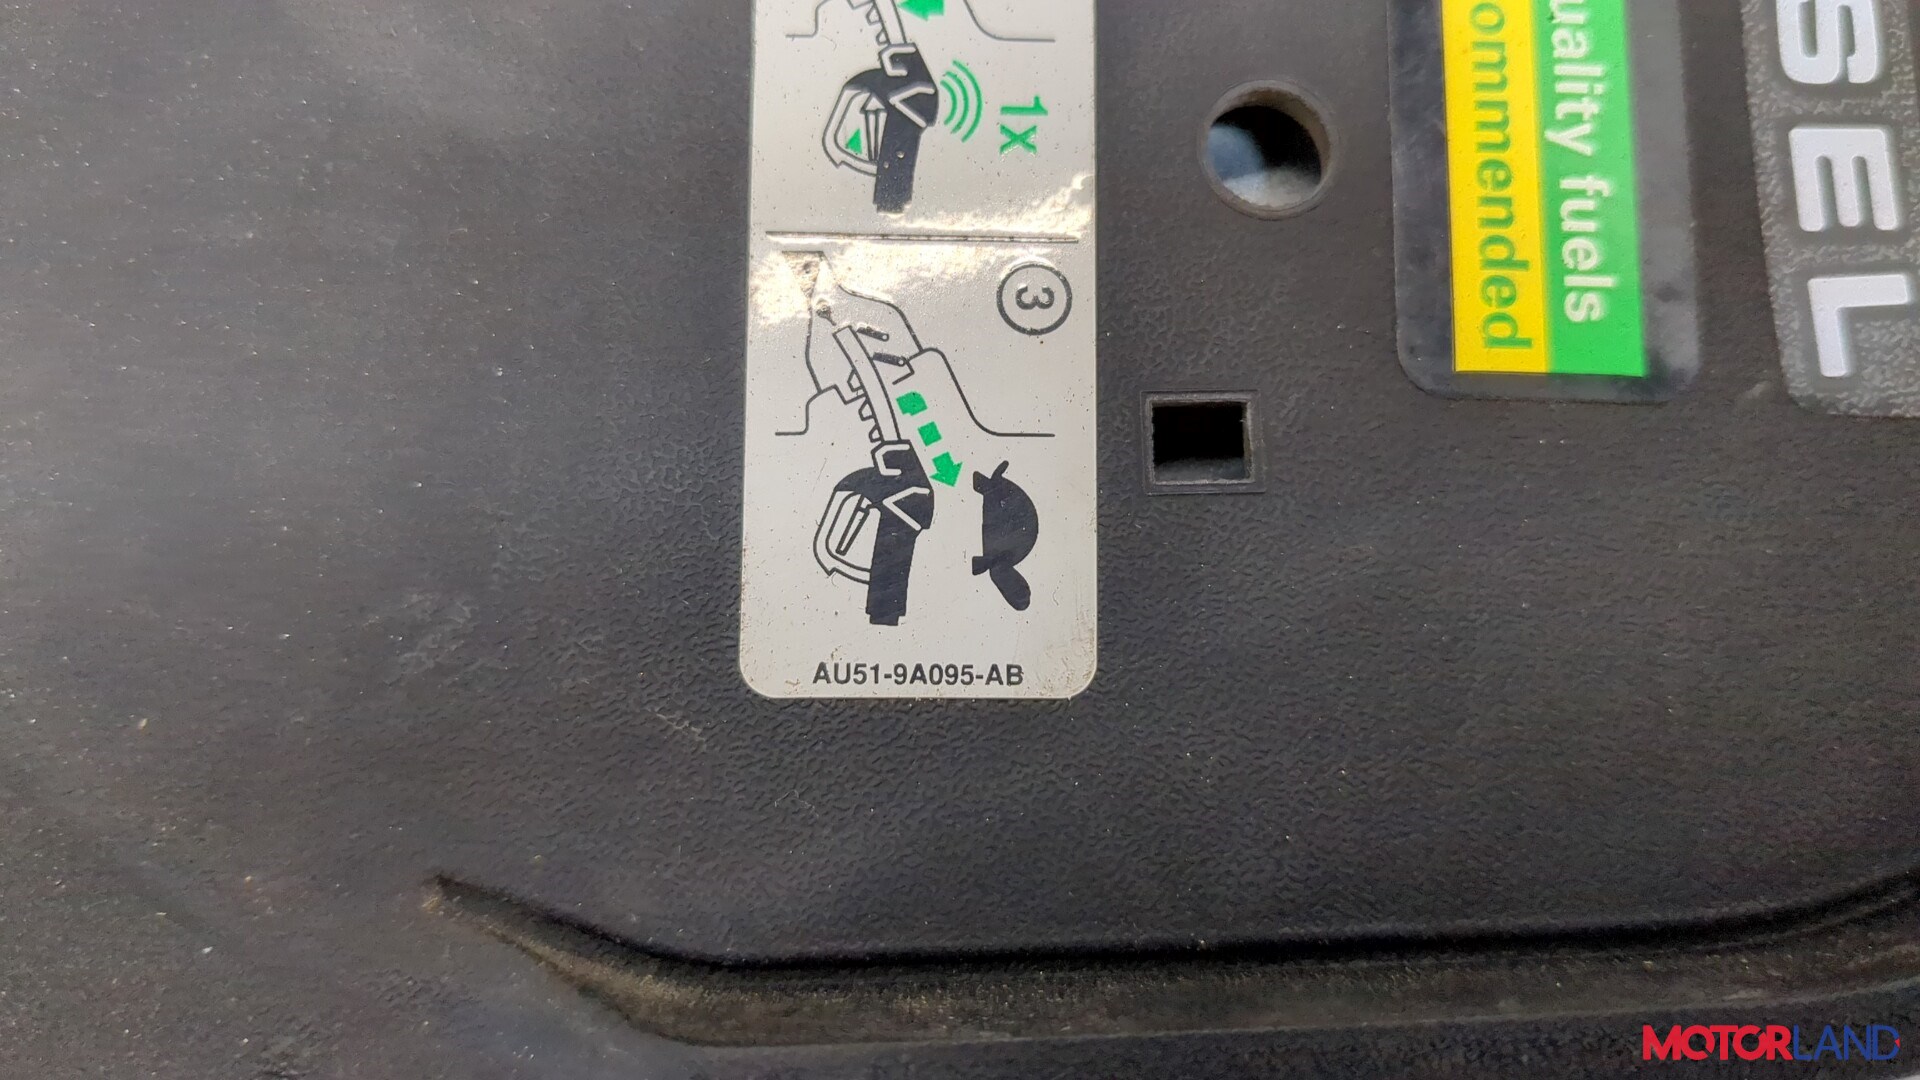 1x
3
AU51-9A095-AB
uality fuels
ommended
SEL
MOTORLAND